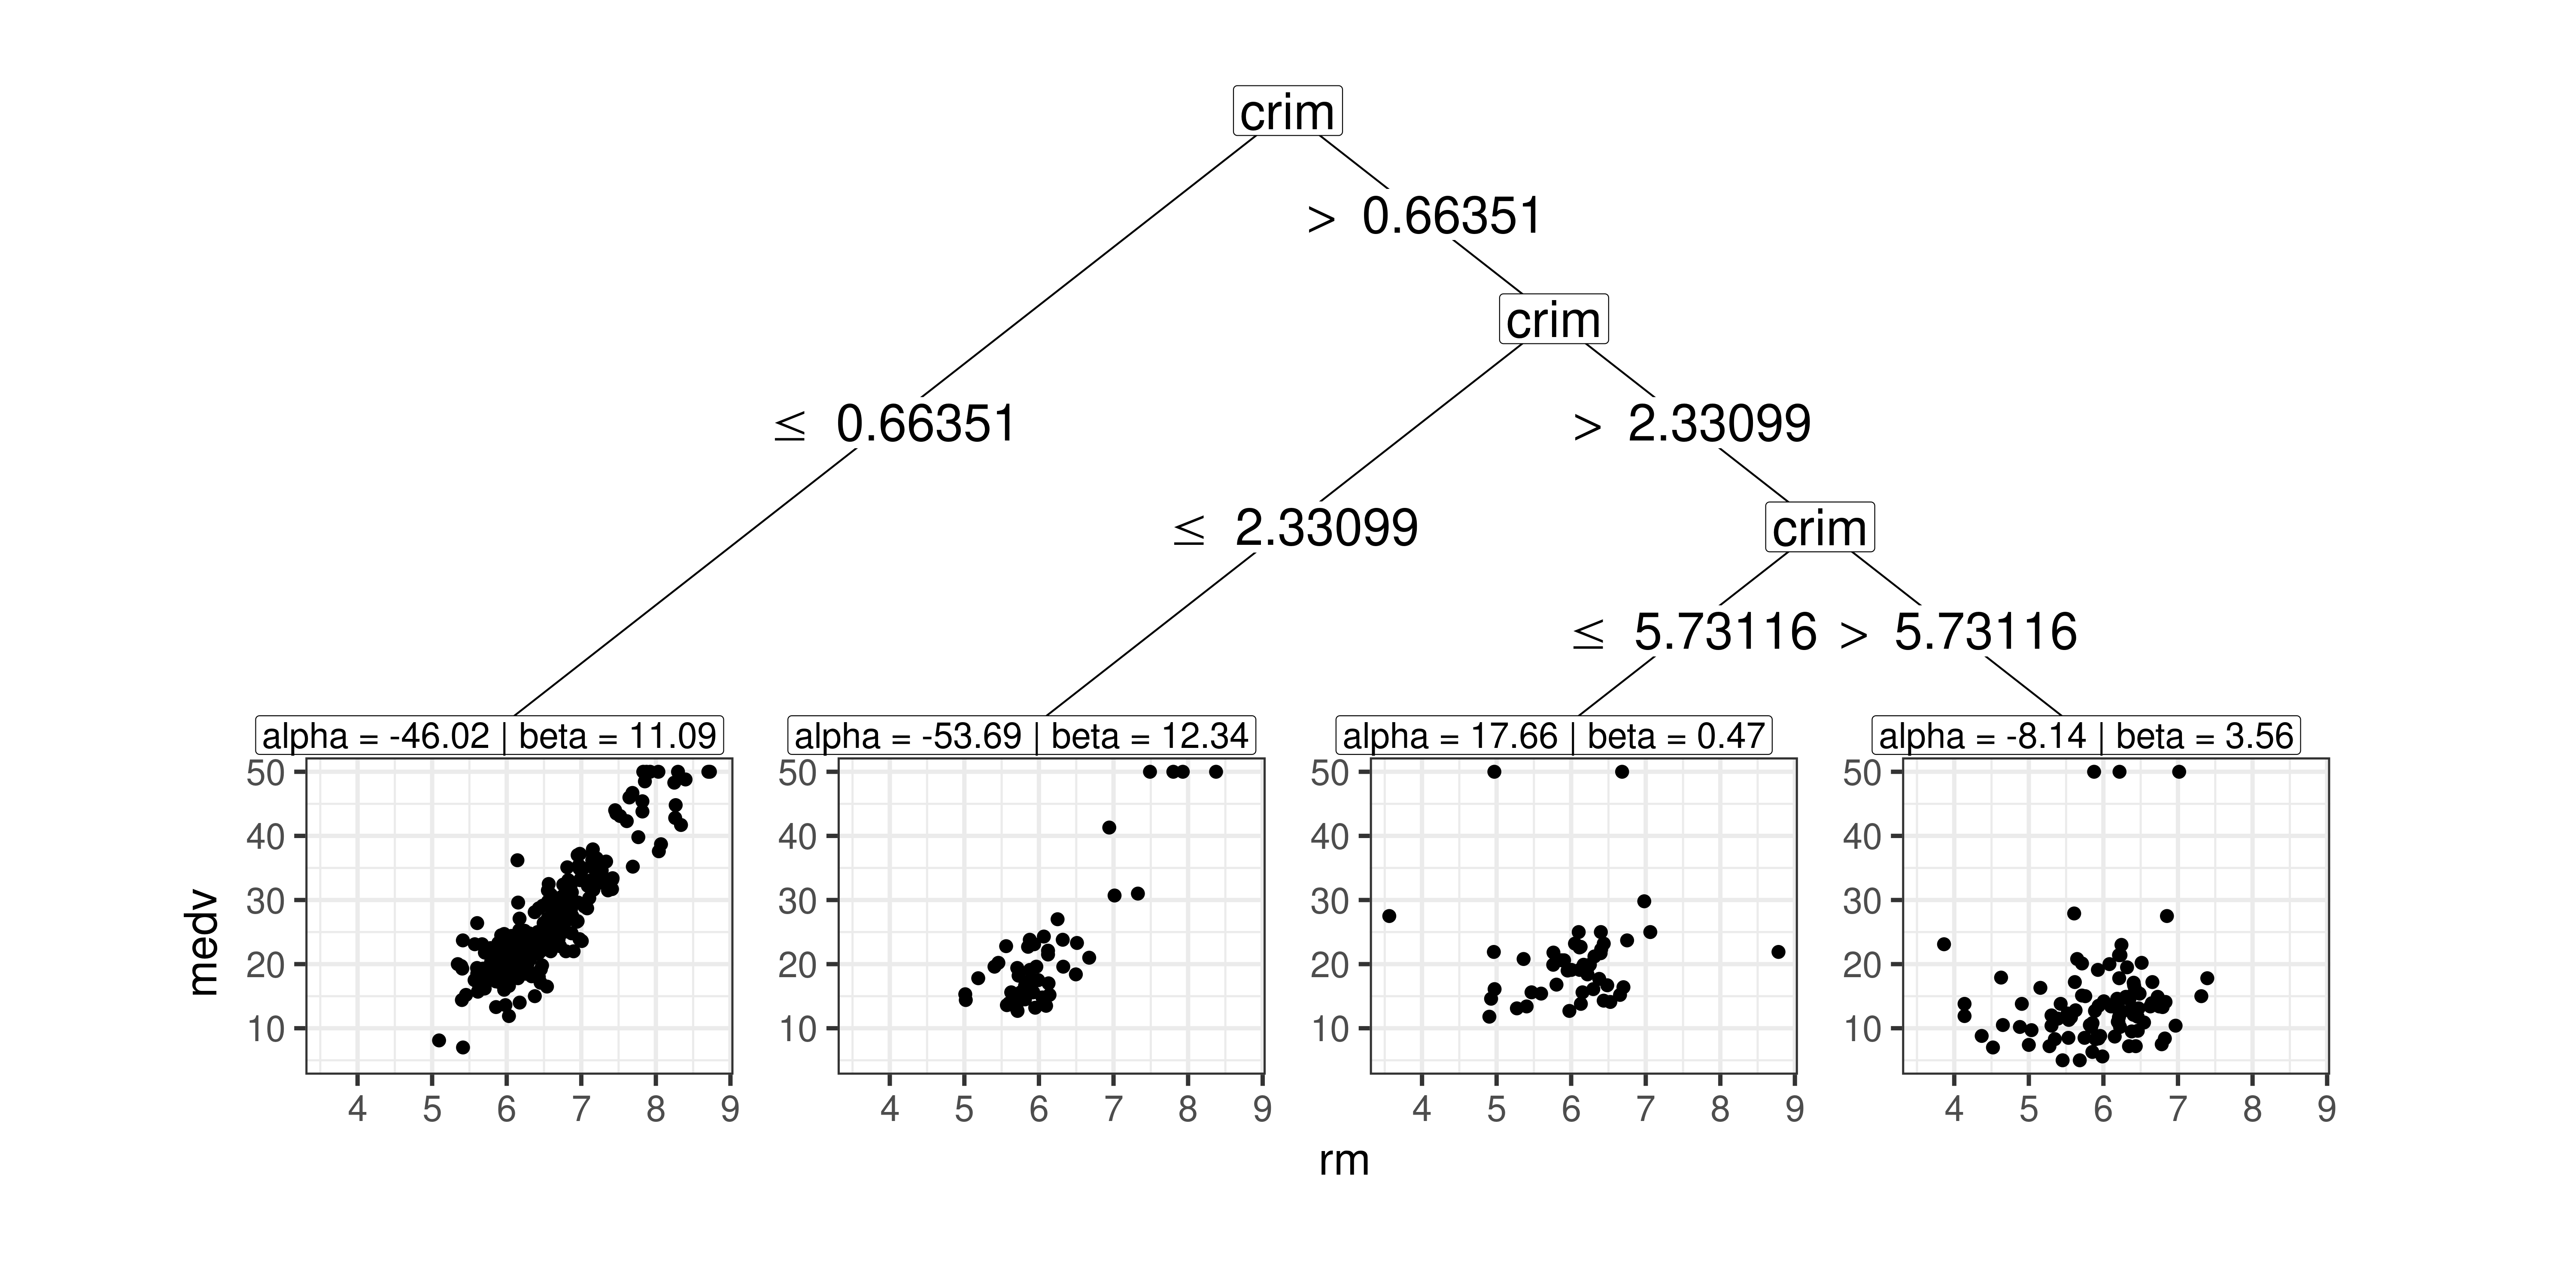 crim
> 0.66351
crim
≤ 0.66351
> 2.33099
≤ 2.33099
crim
≤ 5.73116
> 5.73116
alpha = -46.02 | beta = 11.09
alpha = -53.69 | beta = 12.34
alpha = 17.66 | beta = 0.47
alpha = -8.14 | beta = 3.56
medv
50
40
30
20
10
4 5 6 7 8 9
50
40
30
20
10
4 5 6 7 8 9
50
40
30
20
10
4 5 6 7 8 9
50
40
30
20
10
4 5 6 7 8 9
rm